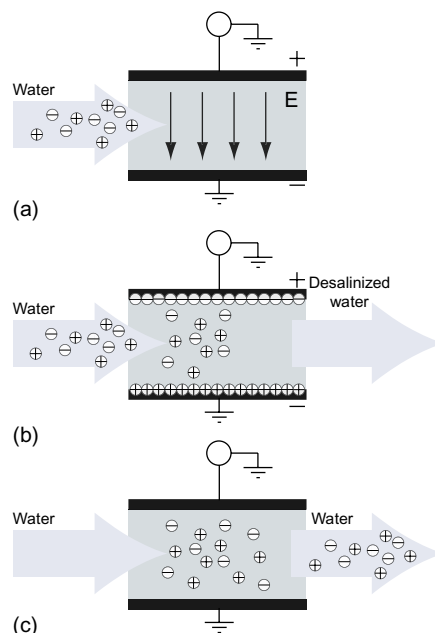 +
Water
E
−
(a)
+
Desalinized
water
Water
−
(b)
Water
Water
(c)